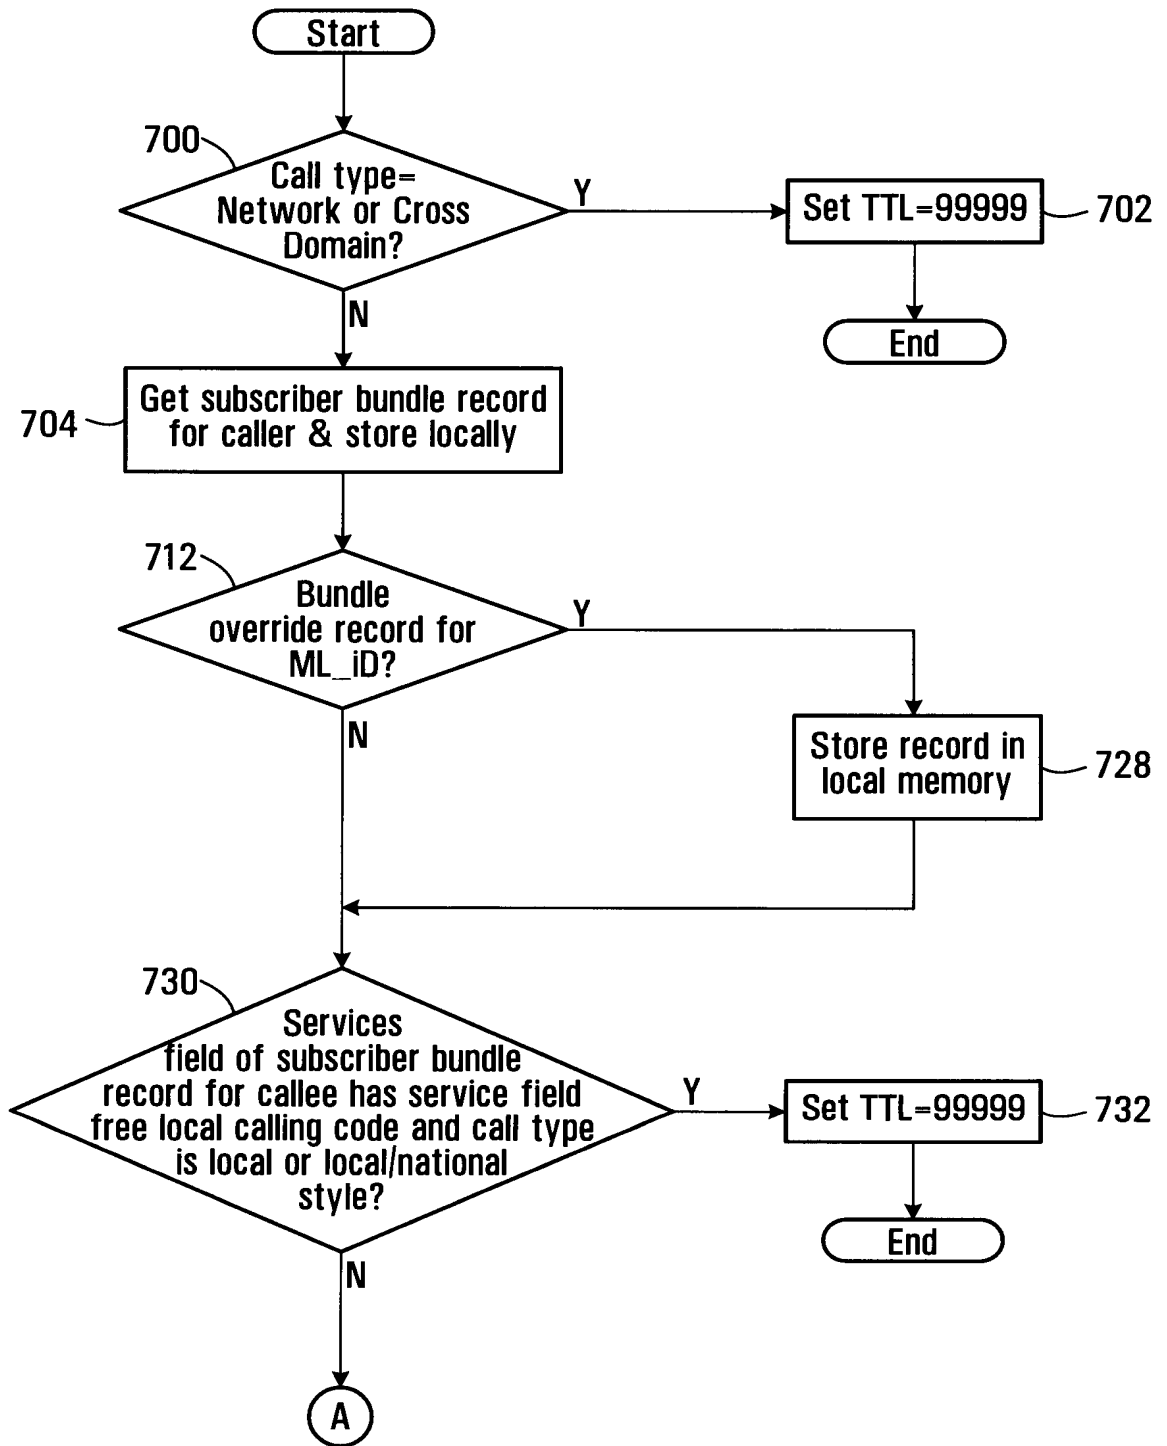 Start
700
Call type=
Network or Cross
Domain?
Y
Set TTL=99999
702
End
N
704
Get subscriber bundle record
for caller & store locally
712
Bundle
override record for
ML_iD?
Y
N
Store record in
local memory
728
730
Services
field of subscriber bundle
record for callee has service field
free local calling code and call type
is local or local/national
style?
Y
Set TTL=99999
732
End
N
A